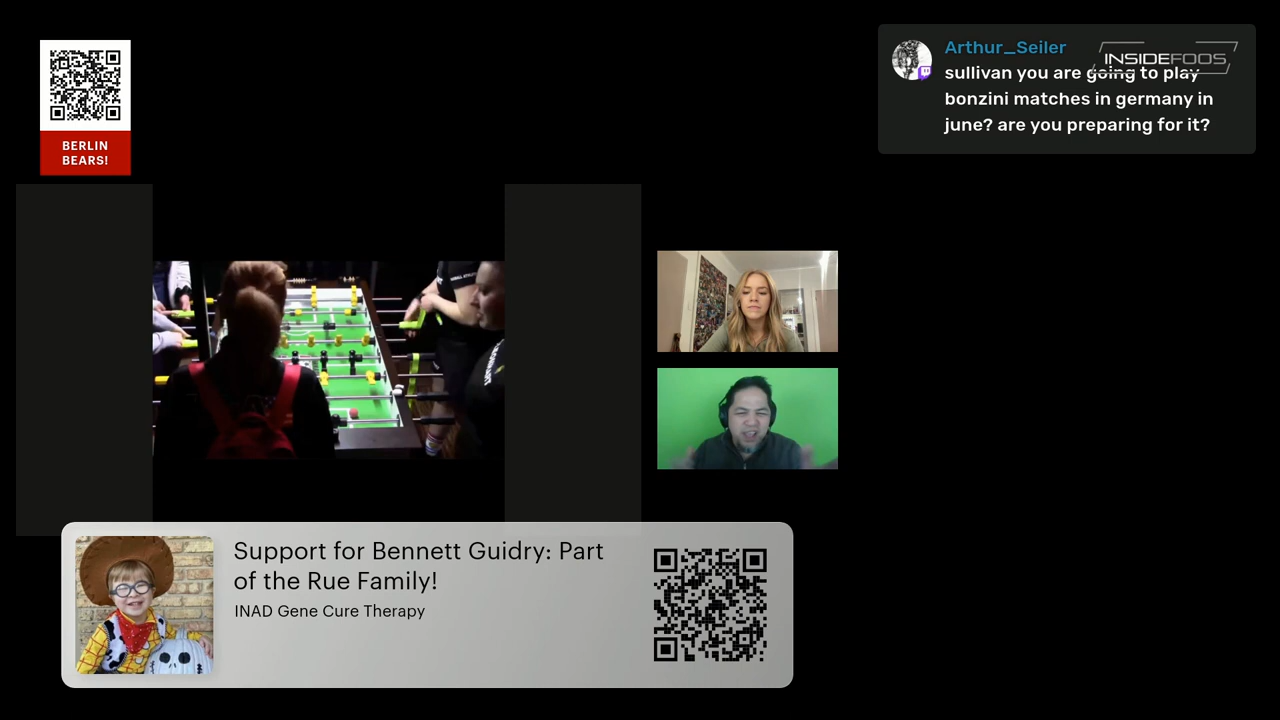 BERLIN
BEARS!
Arthur_Seiler
INSIDEFOOS
sullivan you are going to play
bonzini matches in germany in
june? are you preparing for it?
Support for Bennett Guidry: Part
of the Rue Family!
INAD Gene Cure Therapy